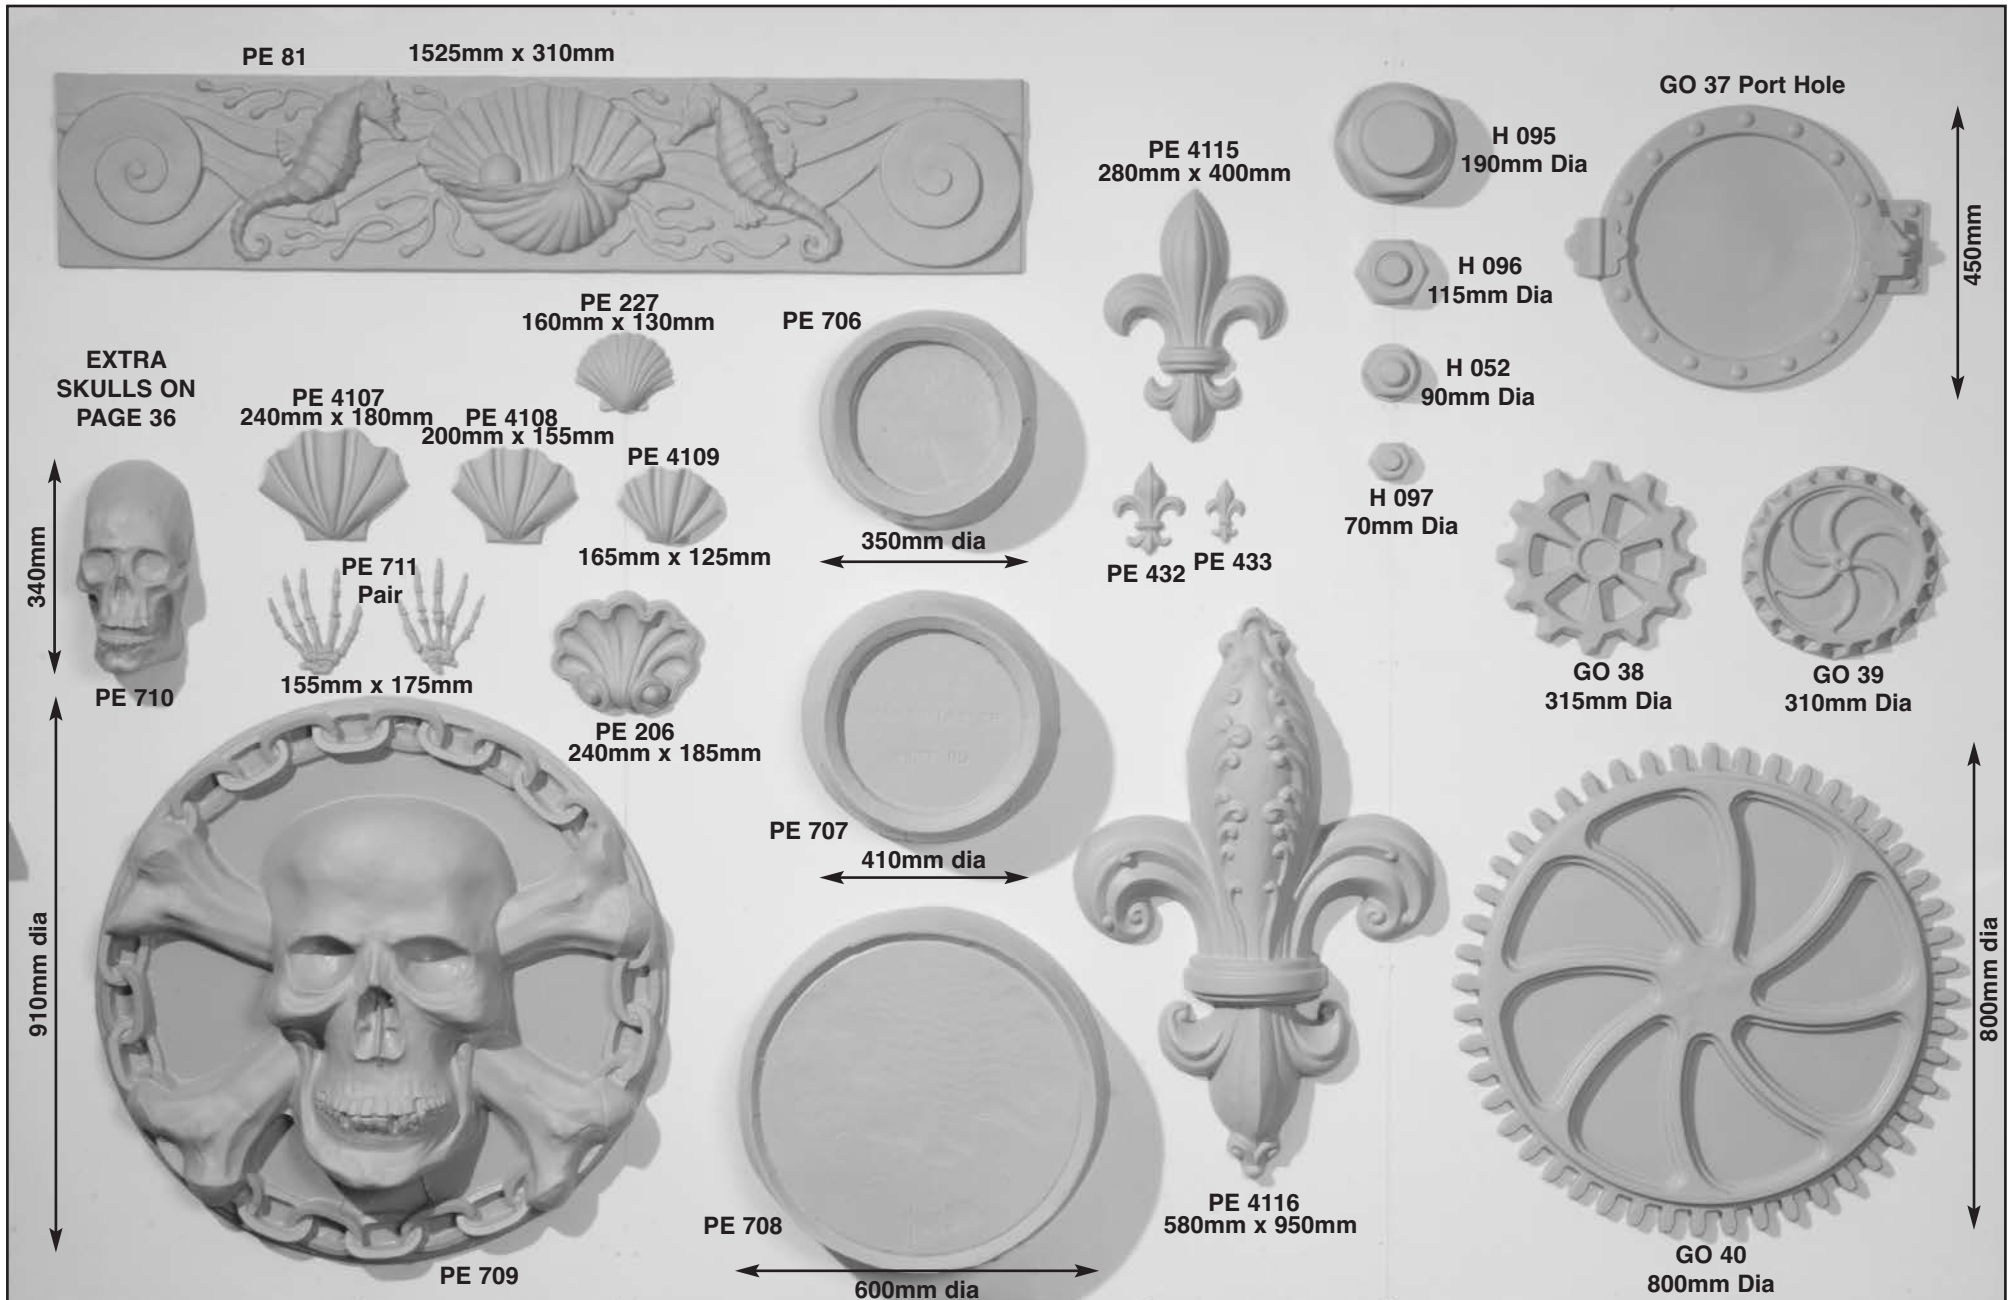 PE 81
1525mm x 310mm
GO 37 Port Hole
450mm
H 095
190mm Dia
PE 4115
280mm x 400mm
H 096
115mm Dia
PE 227
160mm x 130mm
PE 706
350mm dia
H 052
90mm Dia
EXTRA
SKULLS ON
PAGE 36
PE 4107
240mm x 180mm
PE 4108
200mm x 155mm
PE 4109
165mm x 125mm
H 097
70mm Dia
340mm
PE 710
PE 711
Pair
155mm x 175mm
PE 432
PE 433
PE 206
240mm x 185mm
GO 38
315mm Dia
GO 39
310mm Dia
PE 707
410mm dia
910mm dia
PE 709
PE 708
600mm dia
PE 4116
580mm x 950mm
800mm dia
GO 40
800mm Dia